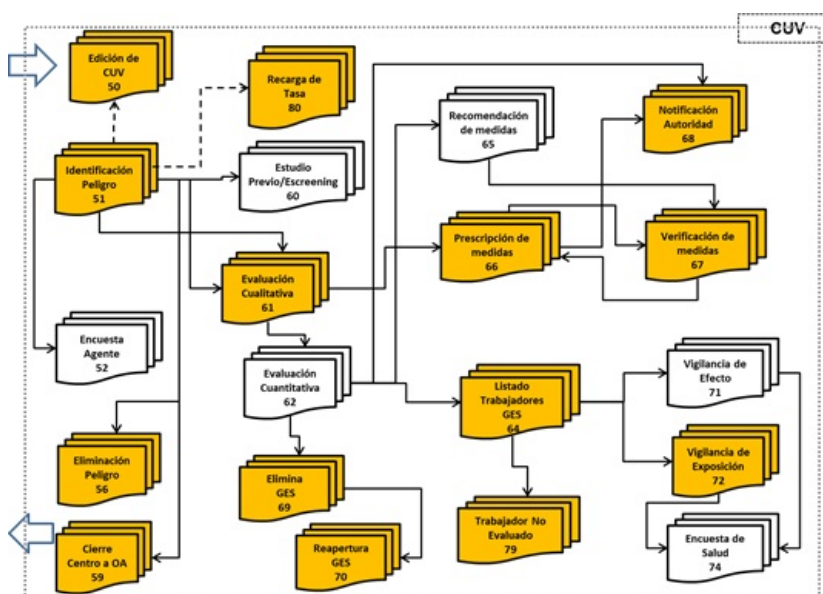 CUV
Edición de
CUV
50
Recarga de
Tasa
80
Recomendación
de medidas
65
Notificación
Autoridad
68
Identificación
Peligro
51
Estudio
Previo/Escreening
60
Prescripción de
medidas
66
Verificación de
medidas
67
Evaluación
Cualitativa
61
Encuesta
Agente
52
Evaluación
Cuantitativa
62
Listado
Trabajadores
GES
64
Vigilancia de
Efecto
71
Eliminación
Peligro
56
Elimina
GES
69
Vigilancia de
Exposición
72
Trabajador No
Evaluado
79
Cierre
Centro a OA
59
Reapertura
GES
70
Encuesta de
Salud
74